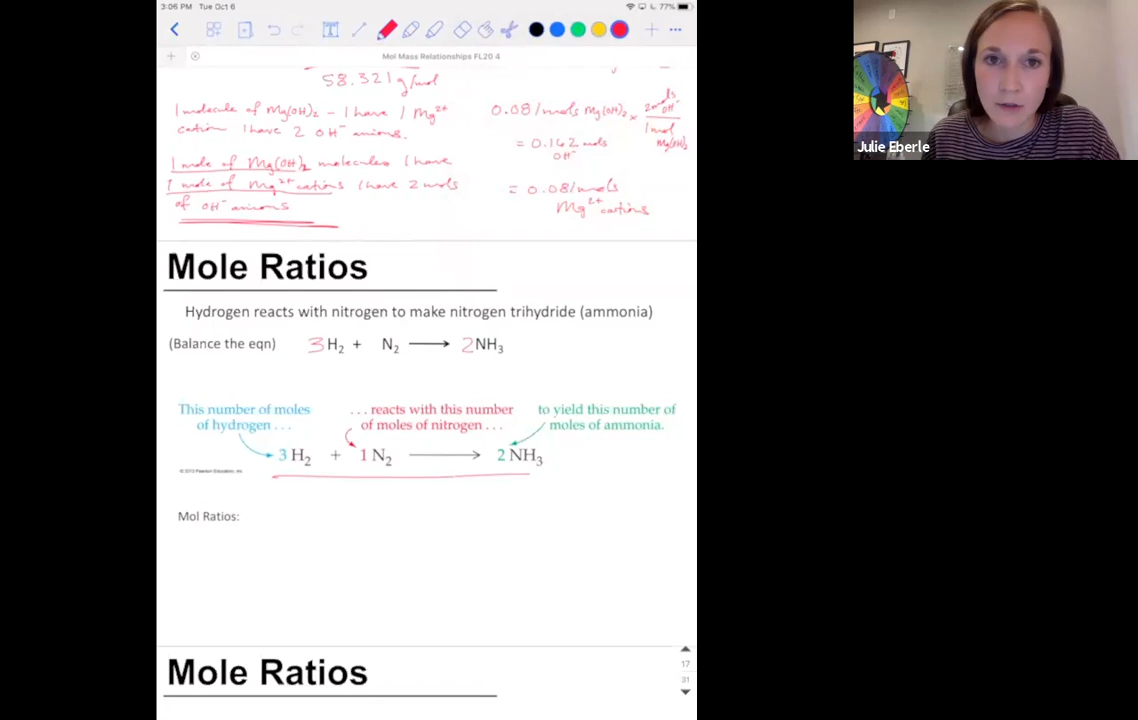 3:06 PM Tue Oct 6
77%
Mol Mass Relationships FL20 4
58.321 g/mol
1 molecule of Mg(OH)₂ - I have 1 Mg²⁺
cation I have 2 OH⁻ anions.
1 mole of Mg(OH)₂ molecules I have
1 mole of Mg²⁺ cations I have 2 mols
of OH⁻ anions
0.081 mols Mg(OH)₂ × 2 mols OH⁻ / 1 mol Mg(OH)₂
= 0.162 mols
OH⁻
= 0.081 mols
Mg²⁺ cations
Mole Ratios
Hydrogen reacts with nitrogen to make nitrogen trihydride (ammonia)
(Balance the eqn) 3H₂ + N₂ ⟶ 2NH₃
This number of moles
of hydrogen . . .
. . . reacts with this number
of moles of nitrogen . . .
to yield this number of
moles of ammonia.
3 H₂ + 1 N₂ ⟶ 2 NH₃
© 2013 Pearson Education, Inc
Mol Ratios:
Mole Ratios
17
31
Julie Eberle